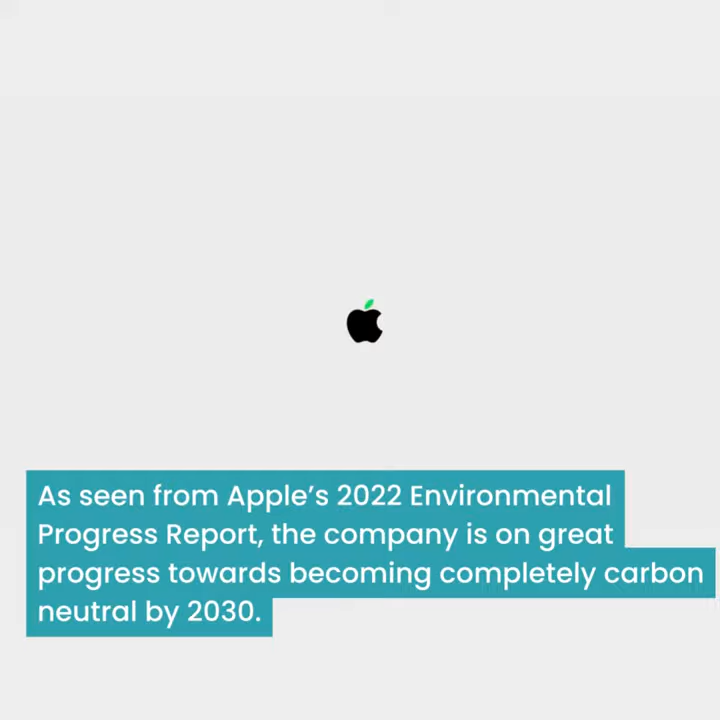 As seen from Apple’s 2022 Environmental
Progress Report, the company is on great
progress towards becoming completely carbon
neutral by 2030.